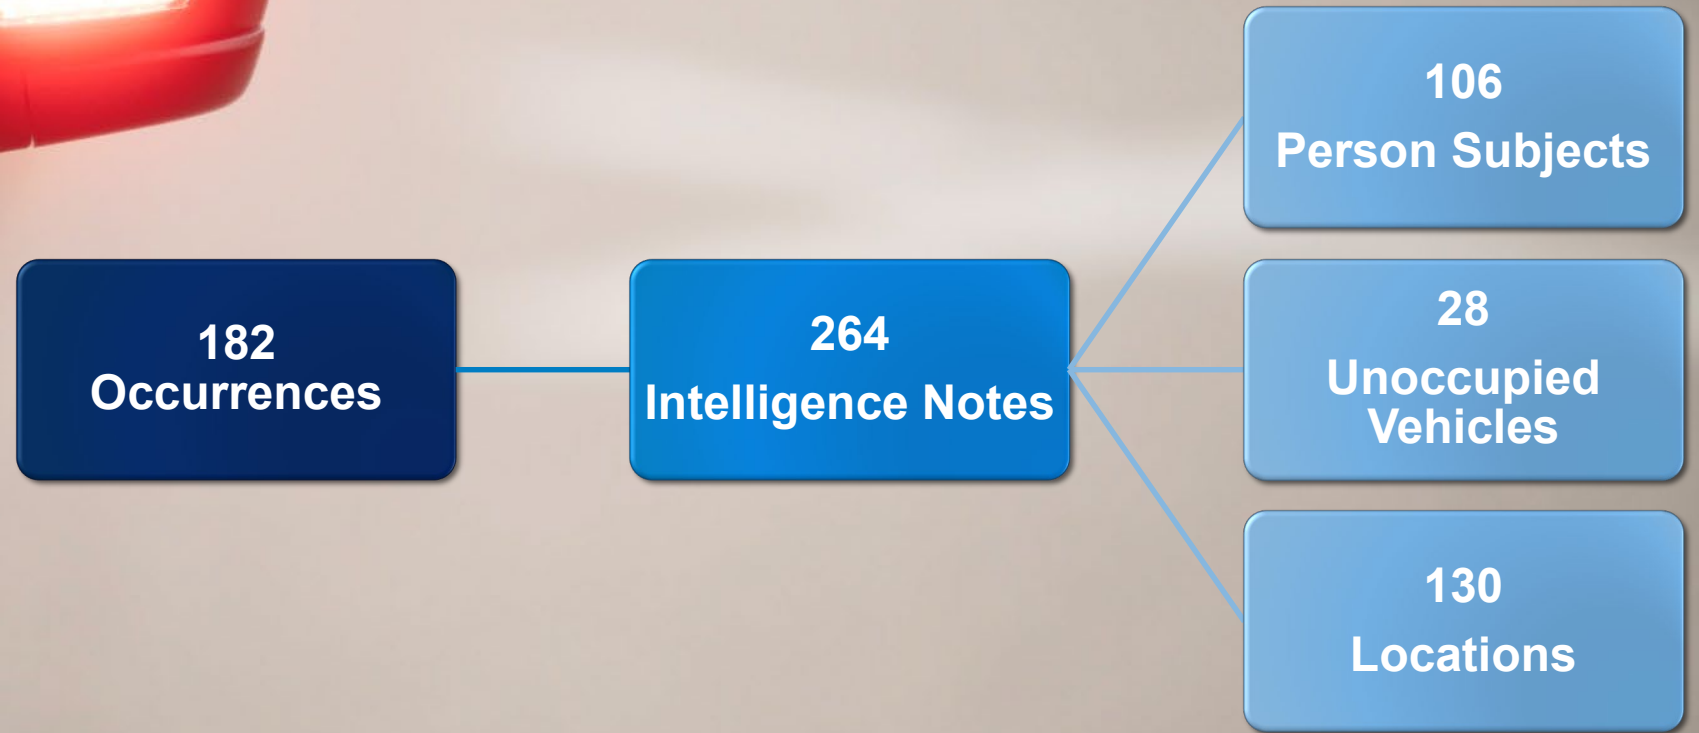 182
Occurrences
264
Intelligence Notes
106
Person Subjects
28
Unoccupied
Vehicles
130
Locations